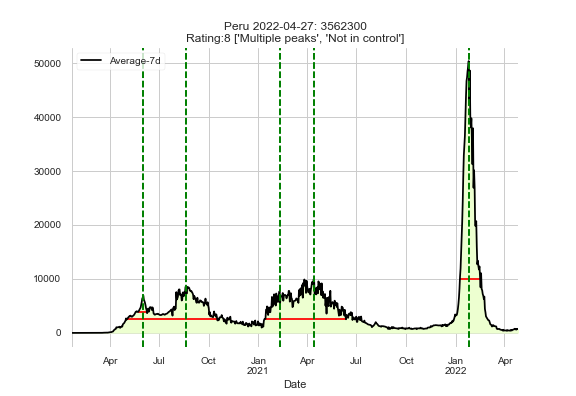 Peru 2022-04-27: 3562300
Rating:8 ['Multiple peaks', 'Not in control']
Average-7d
50000
40000
30000
20000
10000
0
Apr Jul Oct Jan Apr Jul Oct Jan Apr
2021 2022
Date